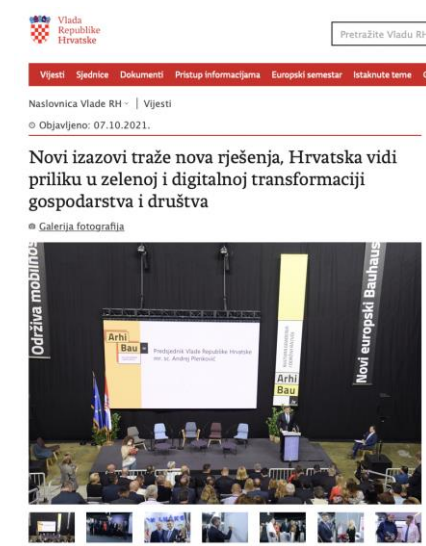 Vlada
Republike
Hrvatske
Pretražite Vladu RH
Vijesti Sjednice Dokumenti Pristup informacijama Europski semestar Istaknute teme
Naslovnica Vlade RH - | Vijesti
Objavljeno: 07.10.2021.
Novi izazovi traže nova rješenja, Hrvatska vidi
priliku u zelenoj i digitalnoj transformaciji
gospodarstva i društva
Galerija fotografija
Održiva mobilnos
Arhi
Bau
Predsjednik Vlade Republike Hrvatske
mr. sc. Andrej Plenković
Arhi
Bau
Novi europski Bauhaus